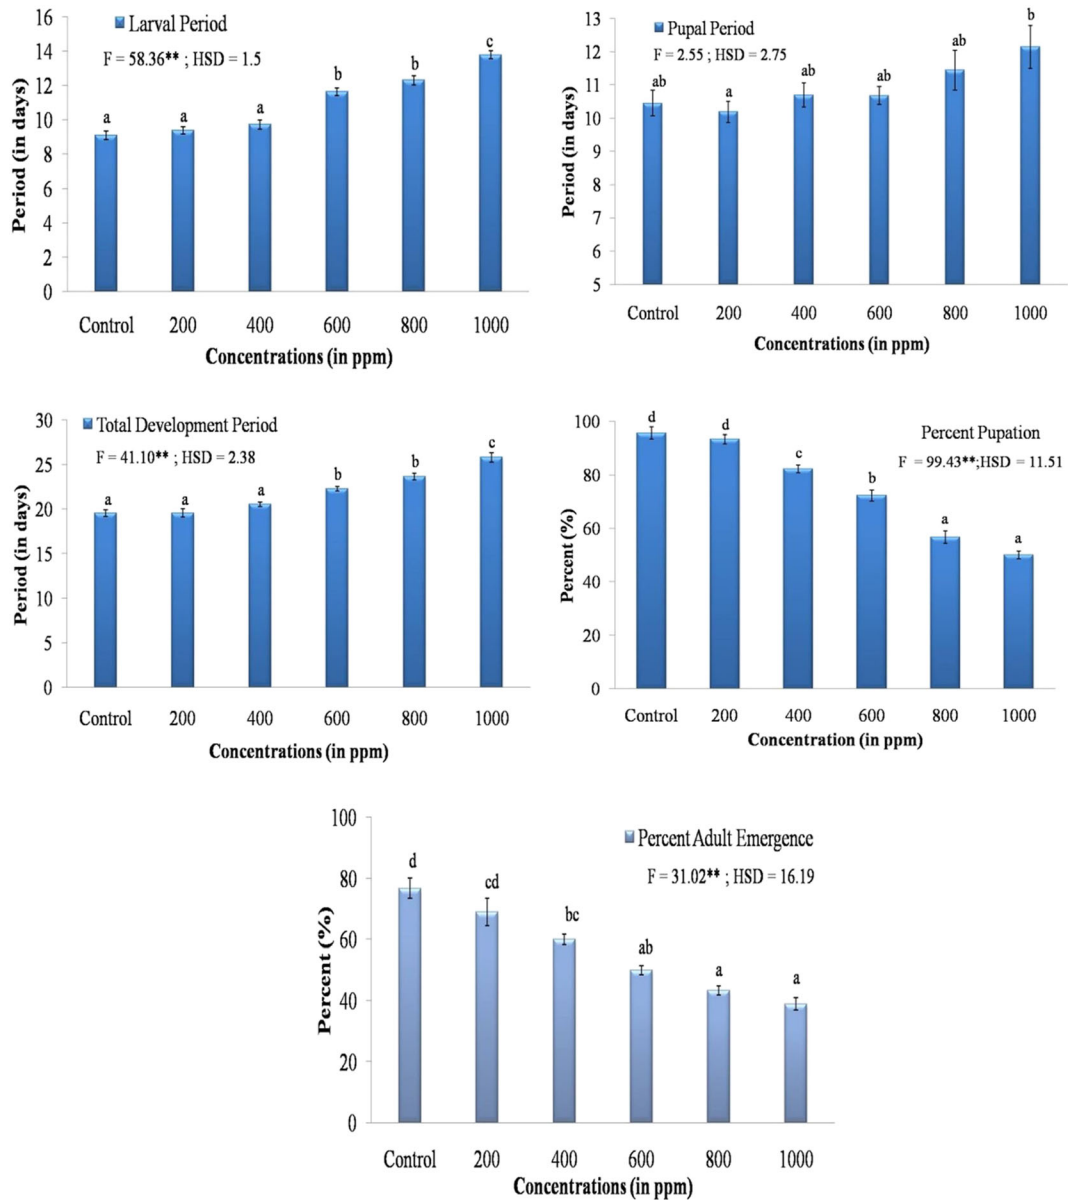 Larval Period
F = 58.36** ; HSD = 1.5
Period (in days)
16
14
12
10
8
6
4
2
0
a
a
a
b
b
c
Control 200 400 600 800 1000
Concentrations (in ppm)
Pupal Period
F = 2.55 ; HSD = 2.75
Period (in days)
13
12
11
10
9
8
7
6
5
ab
a
ab
ab
ab
b
Control 200 400 600 800 1000
Concentrations (in ppm)
Total Development Period
F = 41.10** ; HSD = 2.38
Period (in days)
30
25
20
15
10
5
0
a
a
a
b
b
c
Control 200 400 600 800 1000
Concentrations (in ppm)
Percent Pupation
F = 99.43**;HSD = 11.51
Percent (%)
100
80
60
40
20
0
d
d
c
b
a
a
Control 200 400 600 800 1000
Concentration (in ppm)
Percent Adult Emergence
F = 31.02** ; HSD = 16.19
Percent (%)
100
80
60
40
20
0
d
cd
bc
ab
a
a
Control 200 400 600 800 1000
Concentrations (in ppm)